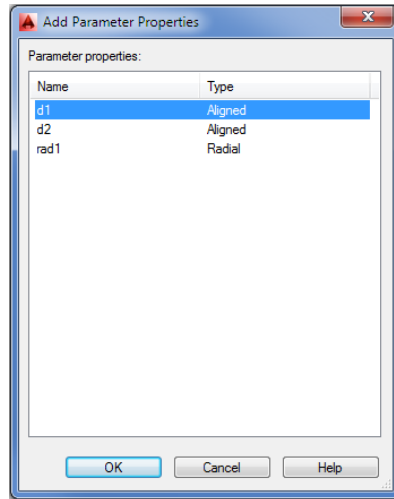 Add Parameter Properties
Parameter properties:
Name Type
d1 Aligned
d2 Aligned
rad1 Radial
OK Cancel Help